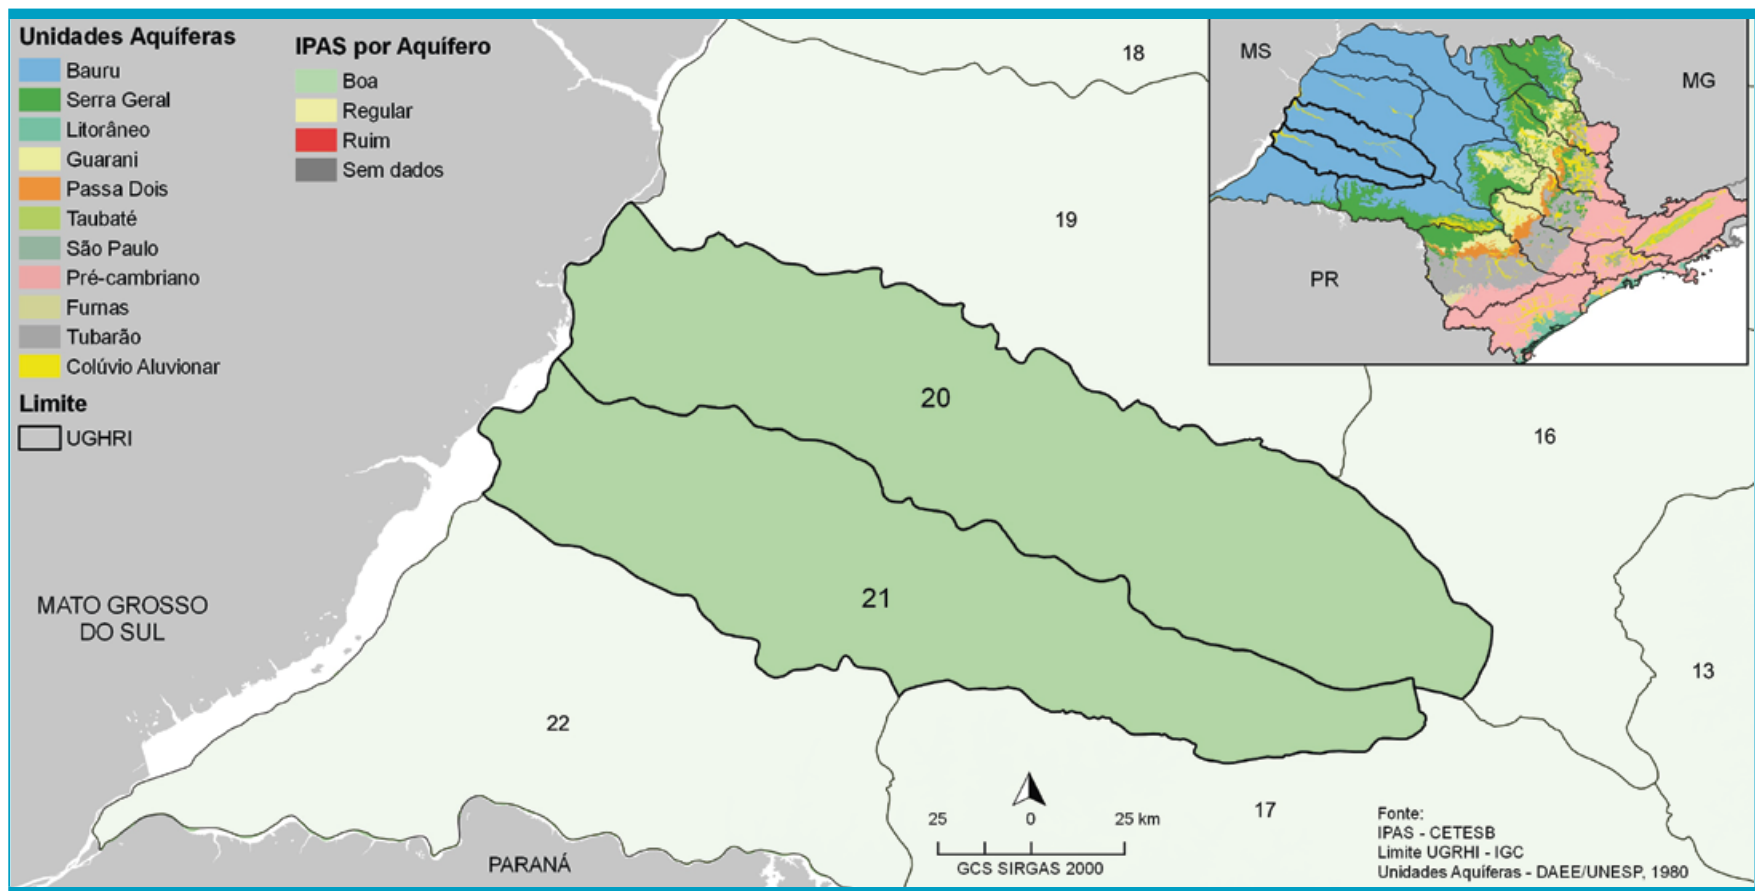 Unidades Aquíferas
Bauru
Serra Geral
Litorâneo
Guarani
Passa Dois
Taubaté
São Paulo
Pré-cambriano
Furnas
Tubarão
Colúvio Aluvionar
Limite
UGHRI
IPAS por Aquífero
Boa
Regular
Ruim
Sem dados
18
MS
MG
PR
19
20
16
21
MATO GROSSO
DO SUL
13
22
17
25 0 25 km
GCS SIRGAS 2000
PARANÁ
Fonte:
IPAS - CETESB
Limite UGRHI - IGC
Unidades Aquíferas - DAEE/UNESP, 1980